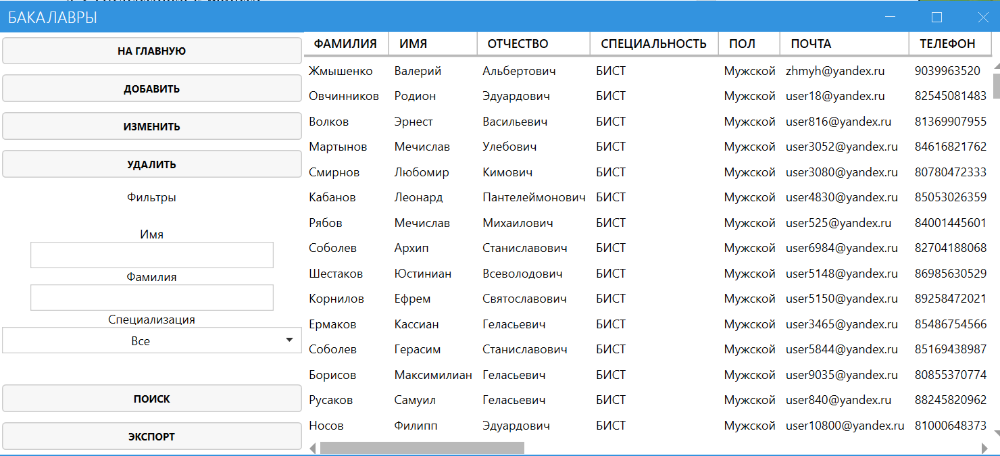 БАКАЛАВРЫ
НА ГЛАВНУЮ
ДОБАВИТЬ
ИЗМЕНИТЬ
УДАЛИТЬ
Фильтры
Имя
Фамилия
Специализация
Все
ПОИСК
ЭКСПОРТ
ФАМИЛИЯ ИМЯ ОТЧЕСТВО СПЕЦИАЛЬНОСТЬ ПОЛ ПОЧТА ТЕЛЕФОН
Жмышенко Валерий Альбертович БИСТ Мужской zhmyh@yandex.ru 9039963520
Овчинников Родион Эдуардович БИСТ Мужской user18@yandex.ru 82545081483
Волков Эрнест Васильевич БИСТ Мужской user816@yandex.ru 81369907955
Мартынов Мечислав Улебович БИСТ Мужской user3052@yandex.ru 84616821762
Смирнов Любомир Кимович БИСТ Мужской user3080@yandex.ru 80780472333
Кабанов Леонард Пантелеймонович БИСТ Мужской user4830@yandex.ru 85053026359
Рябов Мечислав Михаилович БИСТ Мужской user525@yandex.ru 84001445601
Соболев Архип Станиславович БИСТ Мужской user6984@yandex.ru 82704188068
Шестаков Юстиниан Всеволодович БИСТ Мужской user5148@yandex.ru 86985630529
Корнилов Ефрем Святославович БИСТ Мужской user5150@yandex.ru 89258472021
Ермаков Кассиан Геласьевич БИСТ Мужской user3465@yandex.ru 85486754566
Соболев Герасим Станиславович БИСТ Мужской user5844@yandex.ru 85169438987
Борисов Максимилиан Геласьевич БИСТ Мужской user9035@yandex.ru 80855370774
Русаков Самуил Геласьевич БИСТ Мужской user840@yandex.ru 88245820962
Носов Филипп Эдуардович БИСТ Мужской user10800@yandex.ru 81000648373